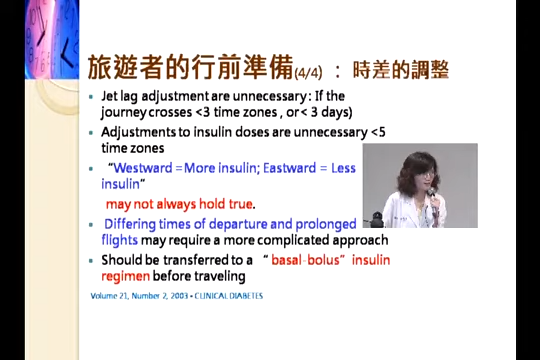 旅遊者的行前準備(4/4) : 時差的調整
Jet lag adjustment are unnecessary: If the
journey crosses <3 time zones , or< 3 days)
Adjustments to insulin doses are unnecessary <5
time zones
"Westward =More insulin; Eastward = Less
insulin"
may not always hold true.
Differing times of departure and prolonged
flights may require a more complicated approach
Should be transferred to a " basal-bolus" insulin
regimen before traveling
Volume 21, Number 2, 2003 • CLINICAL DIABETES